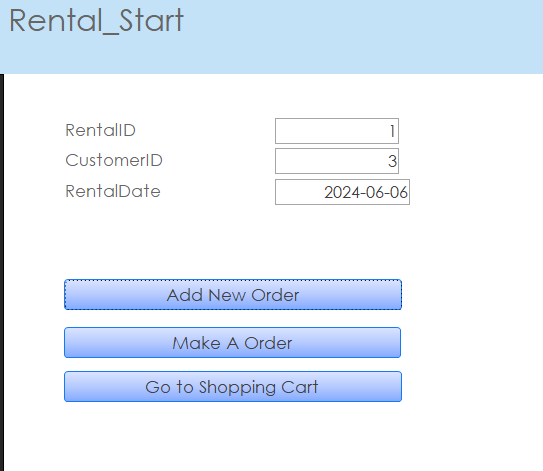 Rental_Start
RentalID 1
CustomerID 3
RentalDate 2024-06-06
Add New Order
Make A Order
Go to Shopping Cart